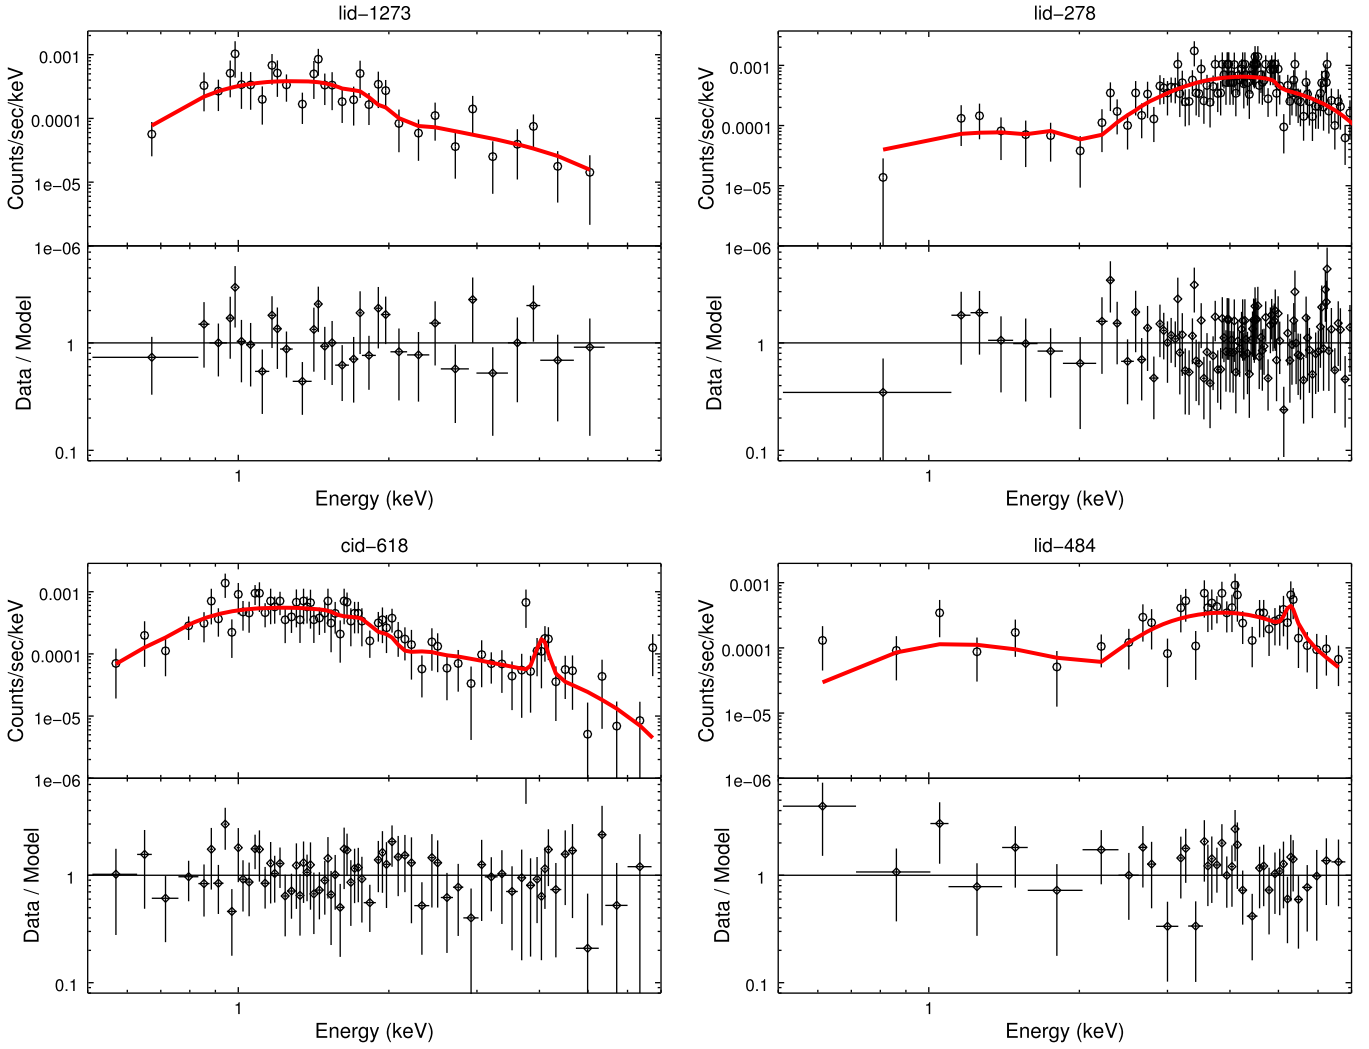 lid−1273
Counts/sec/keV
0.001
0.0001
1e−05
1e−06
Data / Model
1
0.1
1
Energy (keV)
lid−278
Counts/sec/keV
0.001
0.0001
1e−05
1e−06
Data / Model
1
0.1
1
Energy (keV)
cid−618
Counts/sec/keV
0.001
0.0001
1e−05
1e−06
Data / Model
1
0.1
1
Energy (keV)
lid−484
Counts/sec/keV
0.001
0.0001
1e−05
1e−06
Data / Model
1
0.1
1
Energy (keV)